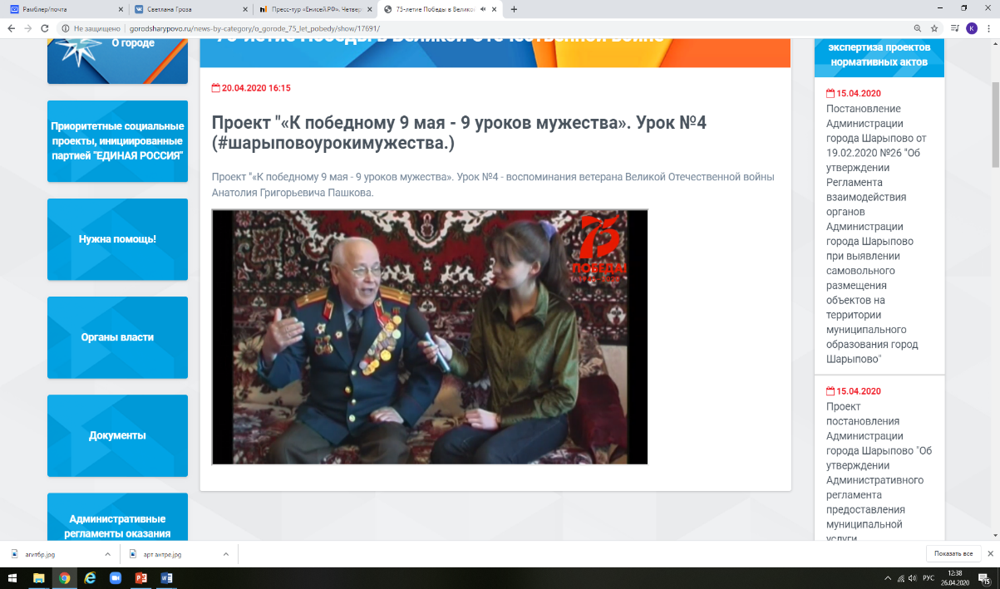 Рамблер/почта
Светлана Гроза
Пресс-тур «Енисей.РФ». Четвер
75-летие Победы в Велико
Не защищено
gorodsharypovo.ru/news-by-category/o_gorode_75_let_pobedy/show/17691/
К
О городе
Приоритетные социальные
проекты, инициированные
партией "ЕДИНАЯ РОССИЯ"
Нужна помощь!
Органы власти
Документы
Административные
регламенты оказания
75-летие Победы в Великой Отечественной войне
20.04.2020 16:15
Проект "«К победному 9 мая - 9 уроков мужества». Урок №4
(#шарыповоурокимужества.)
Проект "«К победному 9 мая - 9 уроков мужества». Урок №4 - воспоминания ветерана Великой Отечественной войны
Анатолия Григорьевича Пашкова.
75
ПОБЕДА!
экспертиза проектов
нормативных актов
15.04.2020
Постановление
Администрации
города Шарыпово от
19.02.2020 №26 "Об
утверждении
Регламента
взаимодействия
органов
Администрации
города Шарыпово
при выявлении
самовольного
размещения
объектов на
территории
муниципального
образования город
Шарыпово"
15.04.2020
Проект
постановления
Администрации
города Шарыпово "Об
утверждении
Административного
регламента
предоставления
муниципальной
услуги
агитбр.jpg
арт антре.jpg
Показать все
РУС
12:38
26.04.2020
15